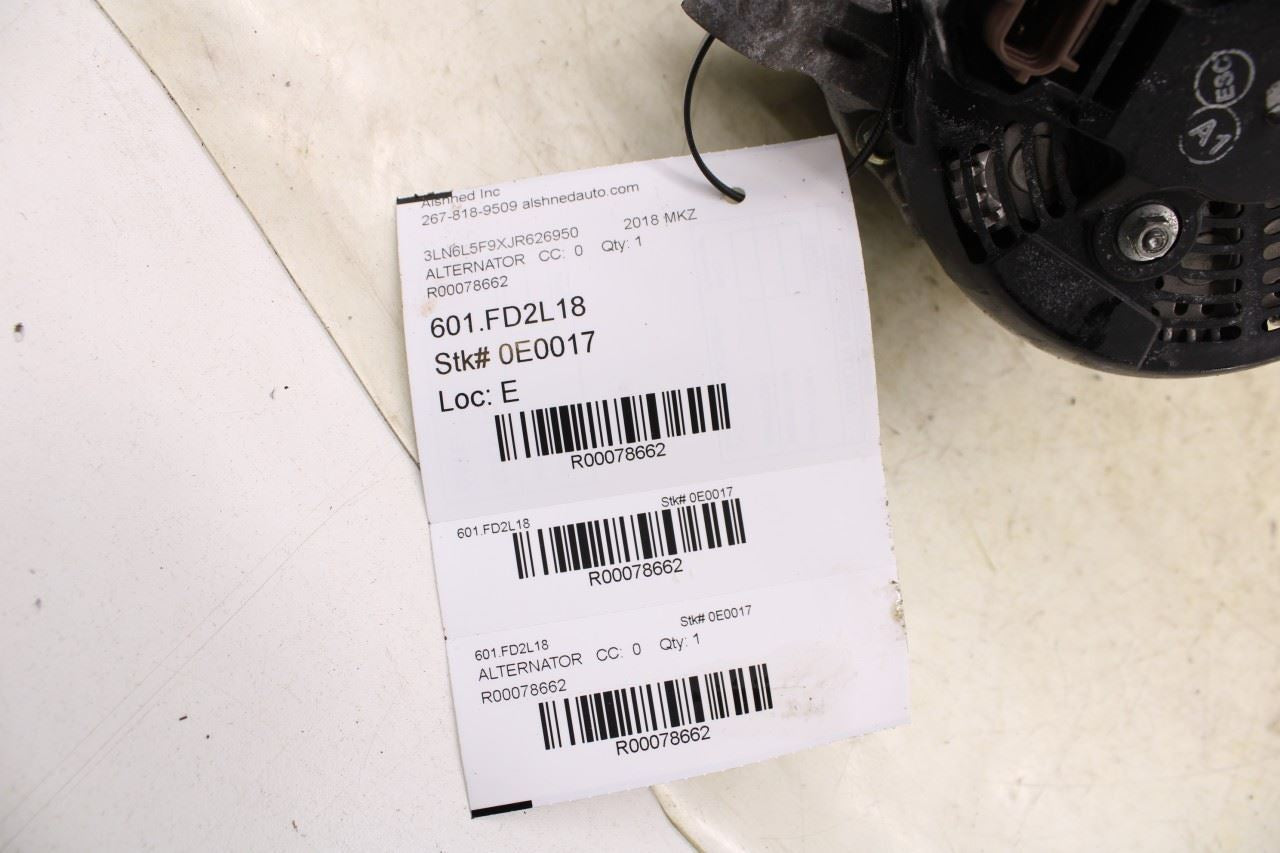 Alshned Inc
267-818-9509 alshnedauto.com
3LN6L5F9XJR626950 2018 MKZ
ALTERNATOR CC: 0 Qty: 1
R00078662
601.FD2L18
Stk# 0E0017
Loc: E
R00078662
601.FD2L18 Stk# 0E0017
R00078662
Stk# 0E0017
601.FD2L18
ALTERNATOR CC: 0 Qty: 1
R00078662
R00078662
ESC
A1